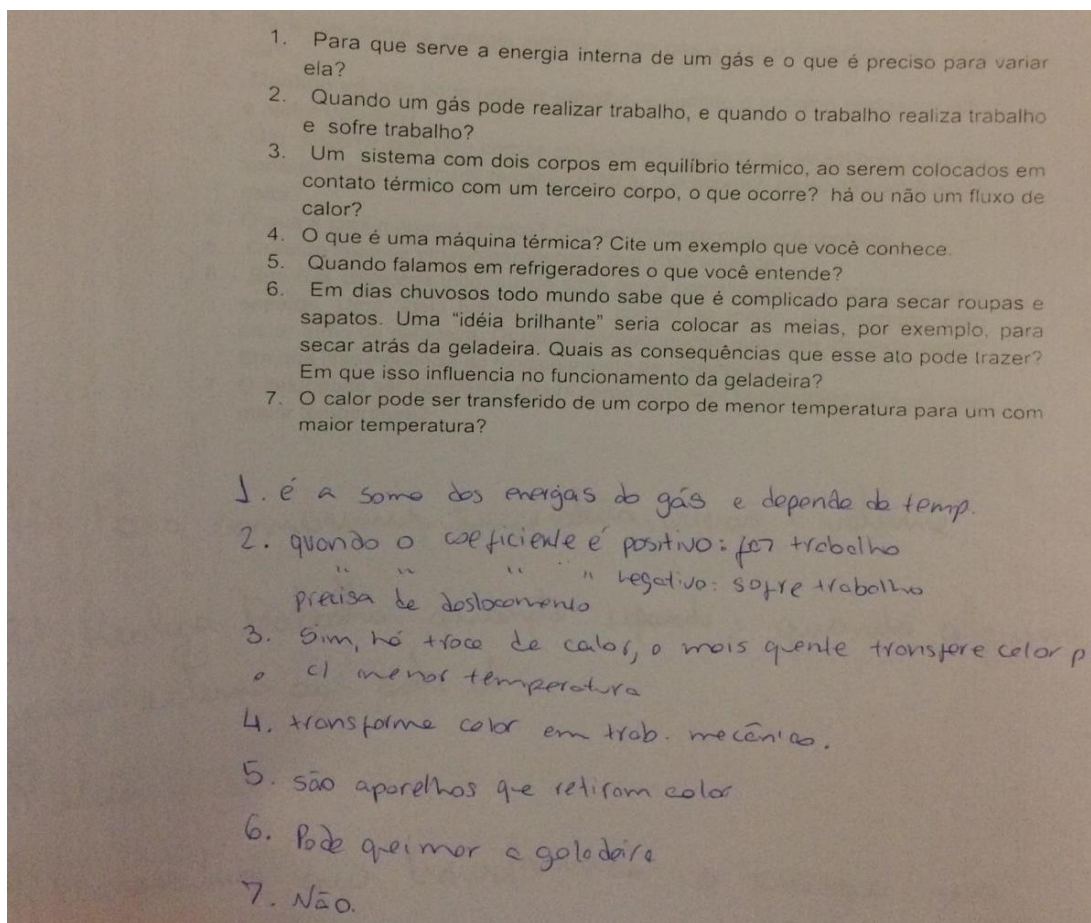 1. Para que serve a energia interna de um gás e o que é preciso para variar
ela?
2. Quando um gás pode realizar trabalho, e quando o trabalho realiza trabalho
e sofre trabalho?
3. Um sistema com dois corpos em equilíbrio térmico, ao serem colocados em
contato térmico com um terceiro corpo, o que ocorre? há ou não um fluxo de
calor?
4. O que é uma máquina térmica? Cite um exemplo que você conhece.
5. Quando falamos em refrigeradores o que você entende?
6. Em dias chuvosos todo mundo sabe que é complicado para secar roupas e
sapatos. Uma “idéia brilhante” seria colocar as meias, por exemplo, para
secar atrás da geladeira. Quais as consequências que esse ato pode trazer?
Em que isso influencia no funcionamento da geladeira?
7. O calor pode ser transferido de um corpo de menor temperatura para um com
maior temperatura?
1. é a soma das energias do gás e depende da temp.
2. quando o coeficiente é positivo: faz trabalho
" " " " negativo: sofre trabalho
precisa de deslocamento
3. Sim, há troca de calor, o mais quente transfere calor p
o c/ menor temperatura
4. transforma calor em trab. mecânico.
5. são aparelhos que retiram calor
6. Pode queimar a geladeira
7. Não.